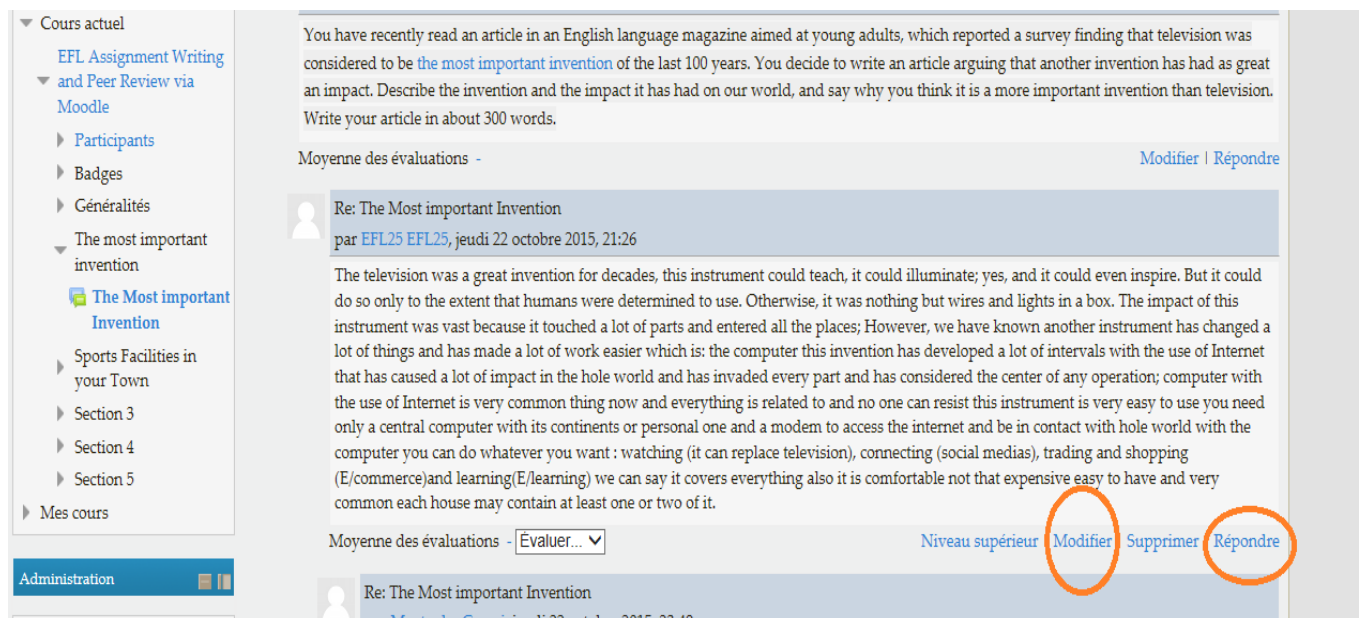 Cours actuel
EFL Assignment Writing
and Peer Review via
Moodle
Participants
Badges
Généralités
The most important
invention
The Most important
Invention
Sports Facilities in
your Town
Section 3
Section 4
Section 5
Mes cours
Administration
You have recently read an article in an English language magazine aimed at young adults, which reported a survey finding that television was
considered to be the most important invention of the last 100 years. You decide to write an article arguing that another invention has had as great
an impact. Describe the invention and the impact it has had on our world, and say why you think it is a more important invention than television.
Write your article in about 300 words.
Moyenne des évaluations -
Modifier | Répondre
Re: The Most important Invention
par EFL25 EFL25, jeudi 22 octobre 2015, 21:26
The television was a great invention for decades, this instrument could teach, it could illuminate; yes, and it could even inspire. But it could
do so only to the extent that humans were determined to use. Otherwise, it was nothing but wires and lights in a box. The impact of this
instrument was vast because it touched a lot of parts and entered all the places; However, we have known another instrument has changed a
lot of things and has made a lot of work easier which is: the computer this invention has developed a lot of intervals with the use of Internet
that has caused a lot of impact in the hole world and has invaded every part and has considered the center of any operation; computer with
the use of Internet is very common thing now and everything is related to and no one can resist this instrument is very easy to use you need
only a central computer with its continents or personal one and a modem to access the internet and be in contact with hole world with the
computer you can do whatever you want : watching (it can replace television), connecting (social medias), trading and shopping
(E/commerce)and learning(E/learning) we can say it covers everything also it is comfortable not that expensive easy to have and very
common each house may contain at least one or two of it.
Moyenne des évaluations - Évaluer...
Niveau supérieur Modifier Supprimer Répondre
Re: The Most important Invention